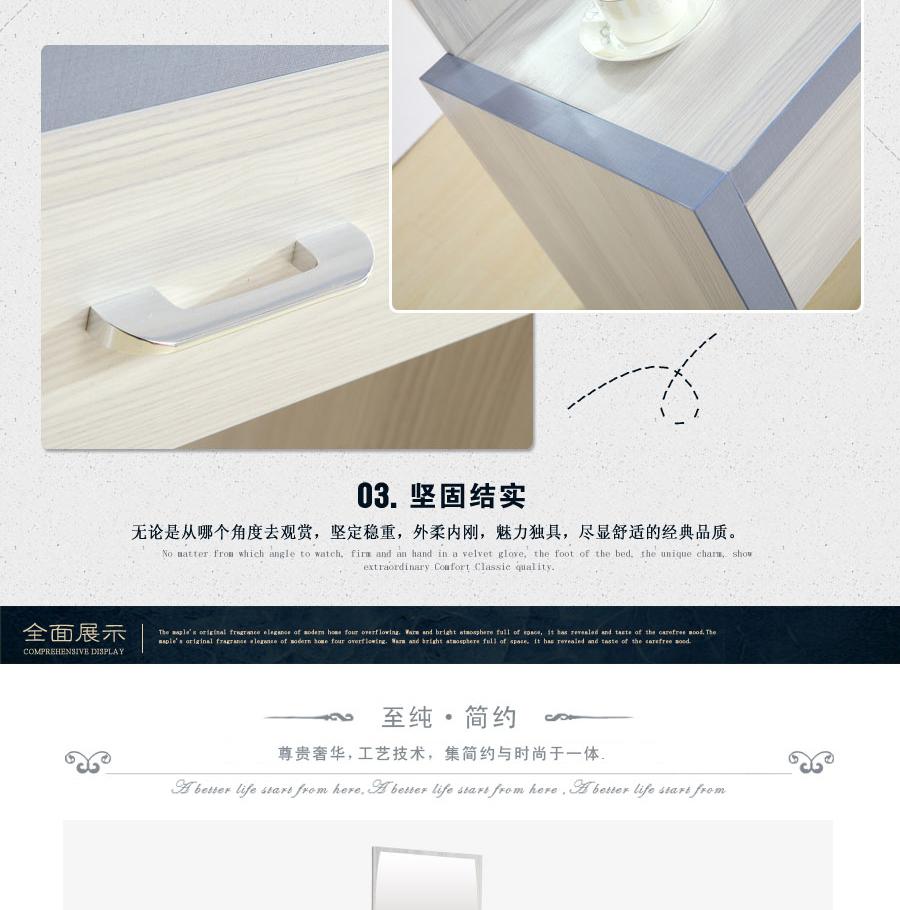 03. 坚固结实
无论是从哪个角度去观赏，坚定稳重，外柔内刚，魅力独具，尽显舒适的经典品质。
No matter from which angle to watch, firm and an hand in a velvet glove, the foot of the bed, the unique charm, show
extraordinary Comfort Classic quality.
全面展示
COMPREHENSIVE DISPLAY
The maple's original fragrance elegance of modern home four overflowing. Warm and bright atmosphere full of space, it has revealed and taste of the carefree mood.The
maple's original fragrance elegance of modern home four overflowing. Warm and bright atmosphere full of space, it has revealed and taste of the carefree mood.
至纯·简约
尊贵奢华,工艺技术，集简约与时尚于一体.
A better life start from here,A better life start from here ,A better life start from